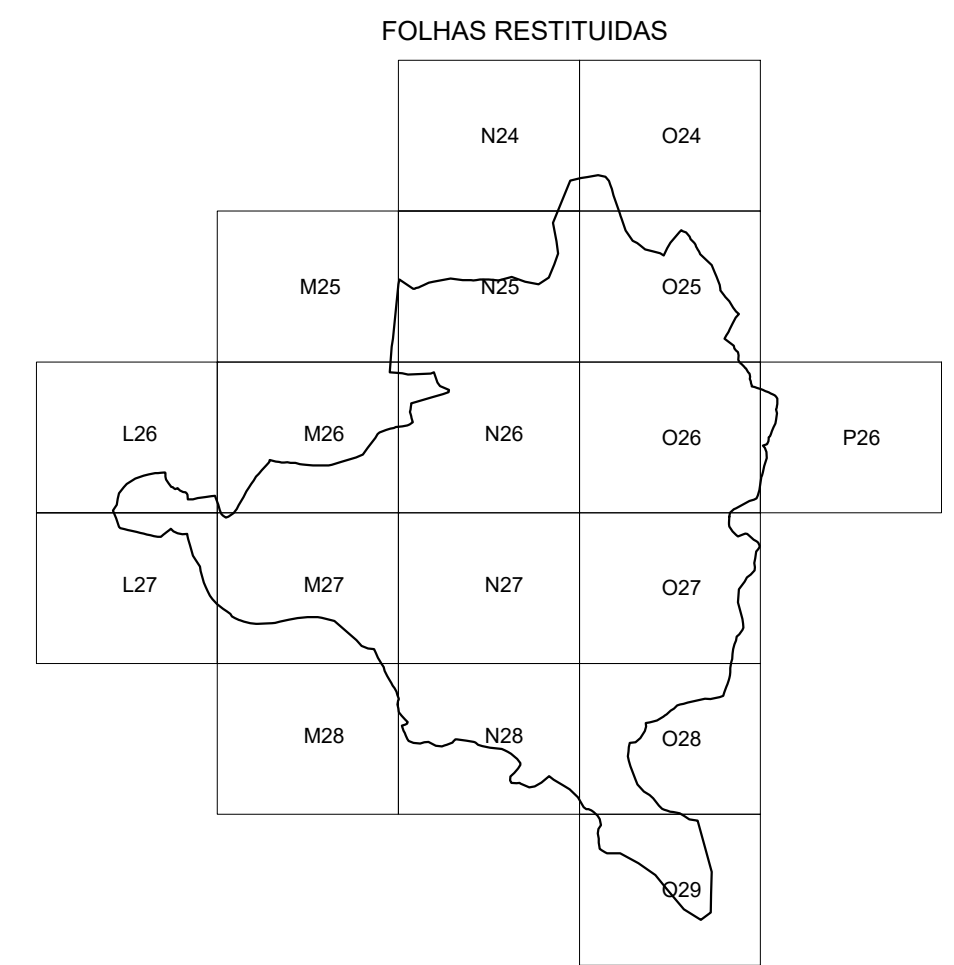 FOLHAS RESTITUIDAS
N24 O24
M25 N25 O25
L26 M26 N26 O26 P26
L27 M27 N27 O27
M28 N28 O28
O29